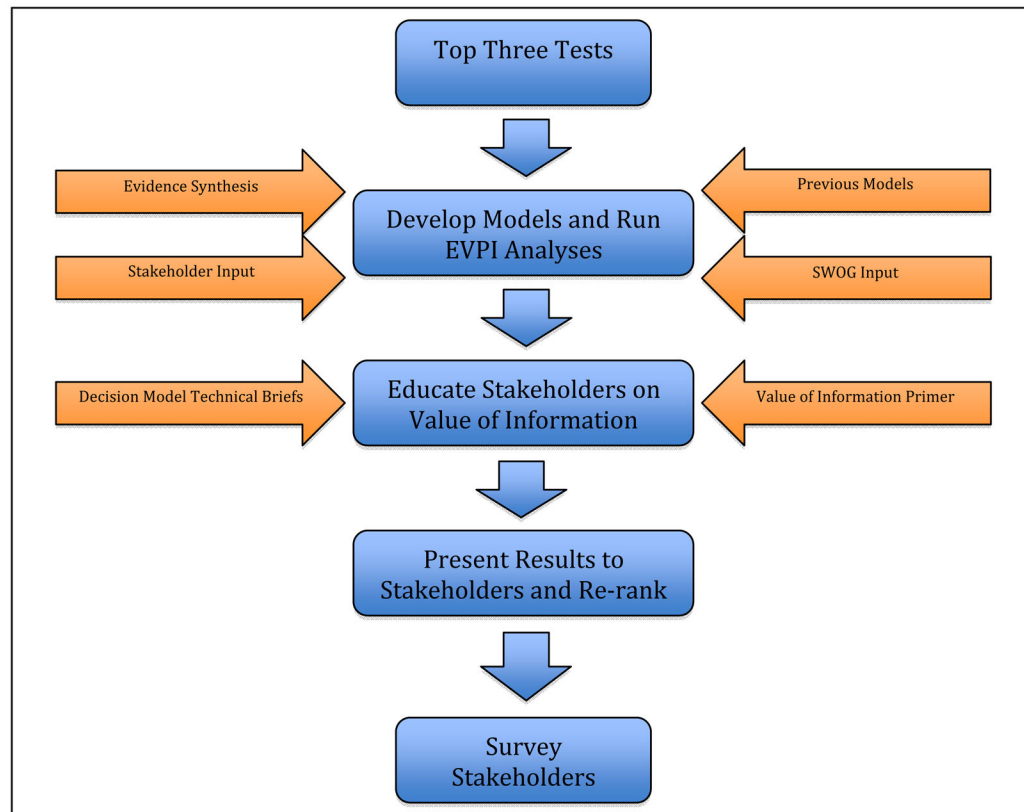 Top Three Tests
Evidence Synthesis
Previous Models
Develop Models and Run
EVPI Analyses
Stakeholder Input
SWOG Input
Decision Model Technical Briefs
Educate Stakeholders on
Value of Information
Value of Information Primer
Present Results to
Stakeholders and Re-rank
Survey
Stakeholders